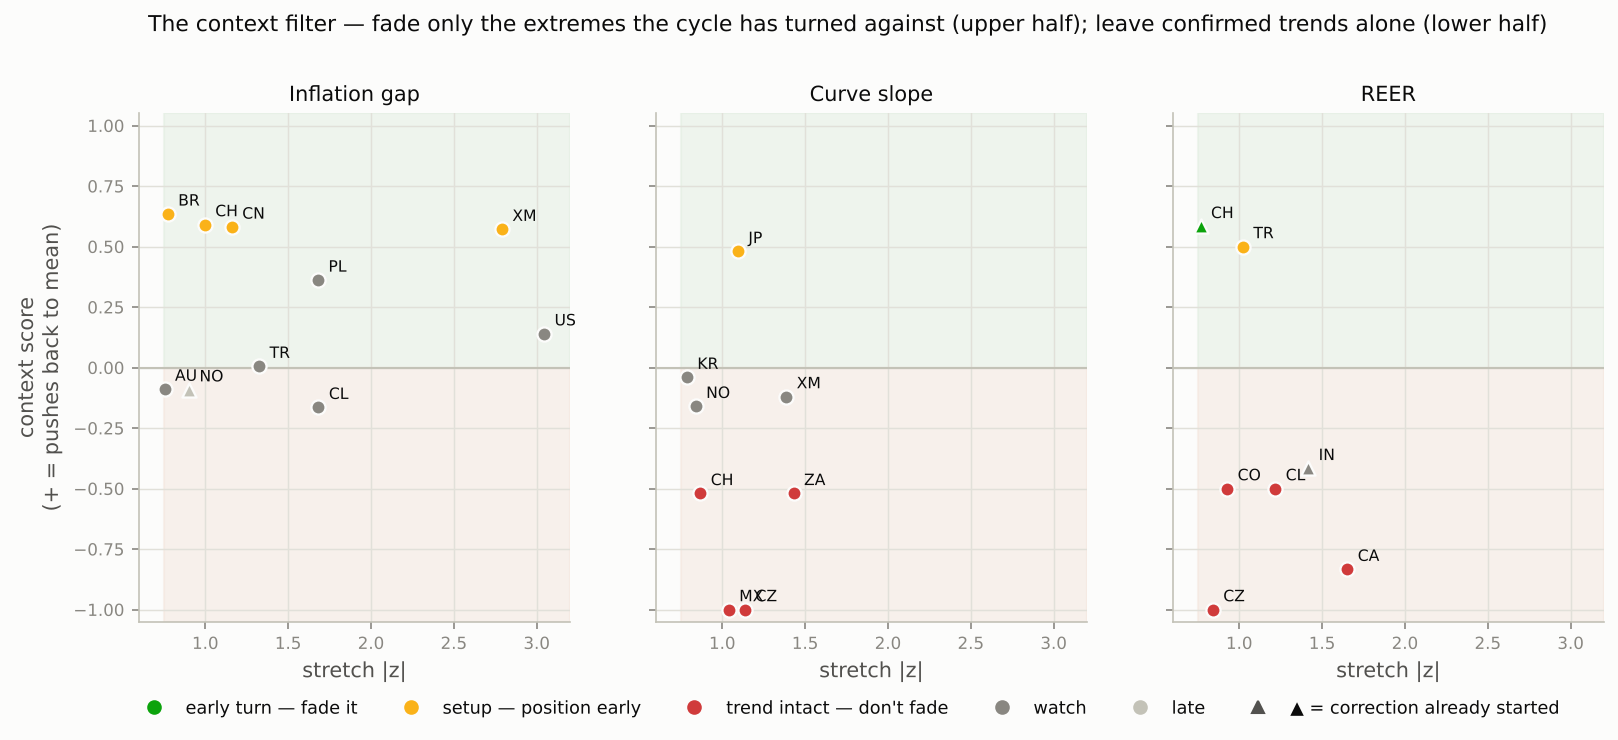 The context filter — fade only the extremes the cycle has turned against (upper half); leave confirmed trends alone (lower half)
Inflation gap
context score
(+ = pushes back to mean)
1.00
0.75
0.50
0.25
0.00
−0.25
−0.50
−0.75
−1.00
BR
CH
CN
XM
PL
US
TR
AU
NO
CL
1.0
1.5
2.0
2.5
3.0
stretch |z|
Curve slope
JP
KR
NO
XM
CH
ZA
MX
CZ
1.0
1.5
2.0
2.5
3.0
stretch |z|
REER
CH
TR
IN
CO
CL
CA
CZ
1.0
1.5
2.0
2.5
3.0
stretch |z|
early turn — fade it
setup — position early
trend intact — don't fade
watch
late
▲ = correction already started